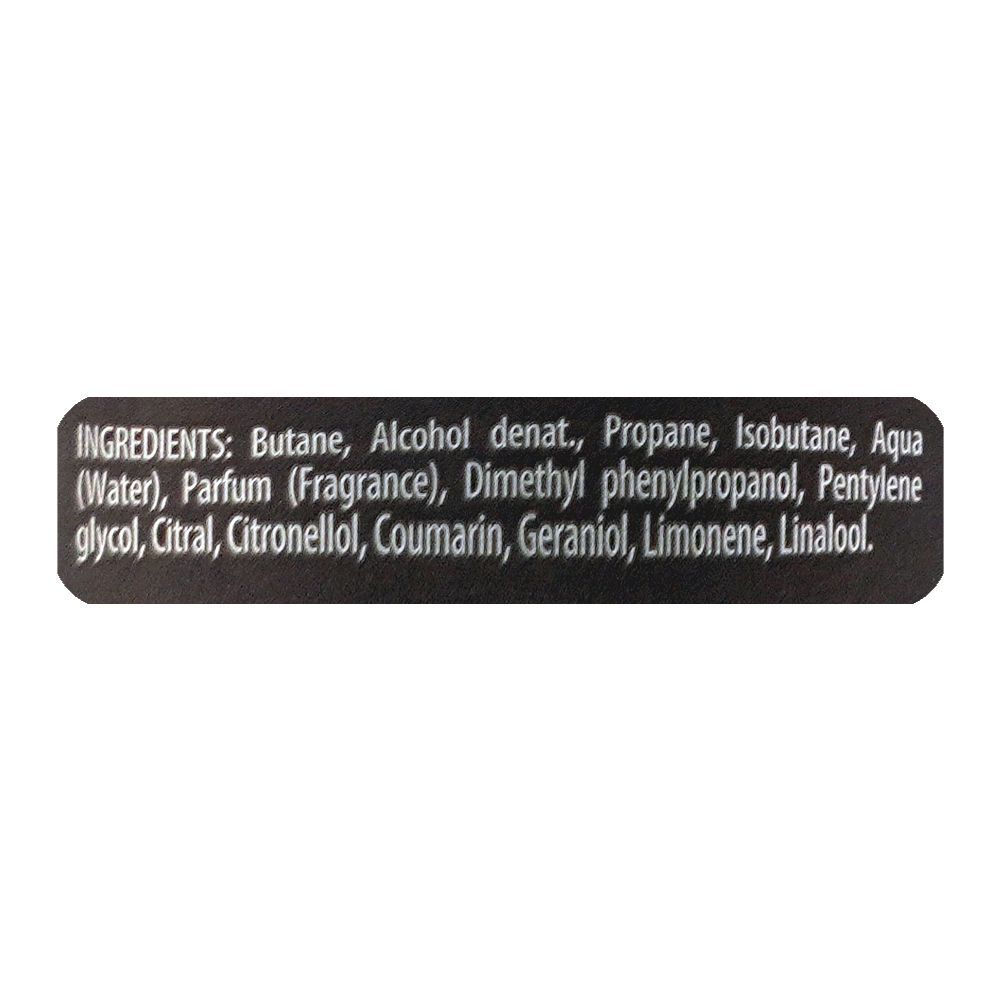 INGREDIENTS: Butane, Alcohol denat., Propane, Isobutane, Aqua
(Water), Parfum (Fragrance), Dimethyl phenylpropanol, Pentylene
glycol, Citral, Citronellol, Coumarin, Geraniol, Limonene, Linalool.